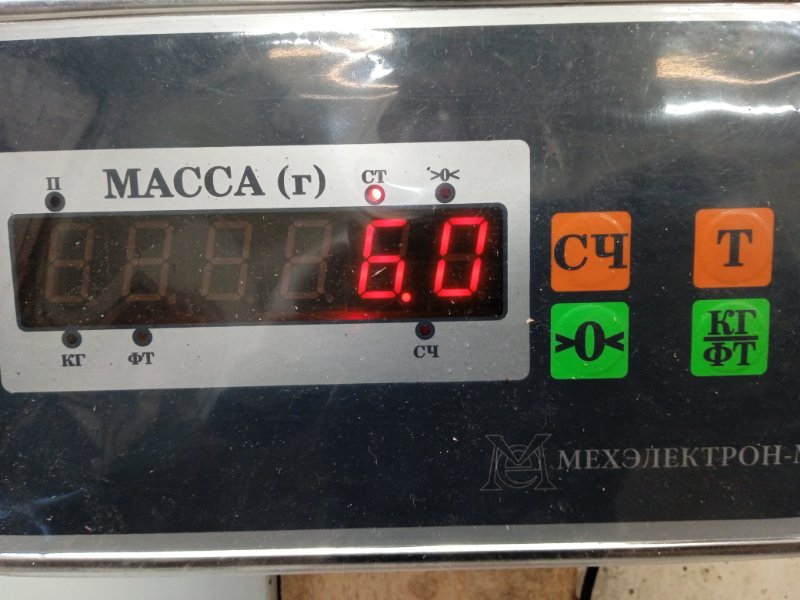 П МАССА (г) СТ >0<
6.0
КГ ФТ СЧ
СЧ Т
>0< КГ/ФТ
МЕХЭЛЕКТРОН-М